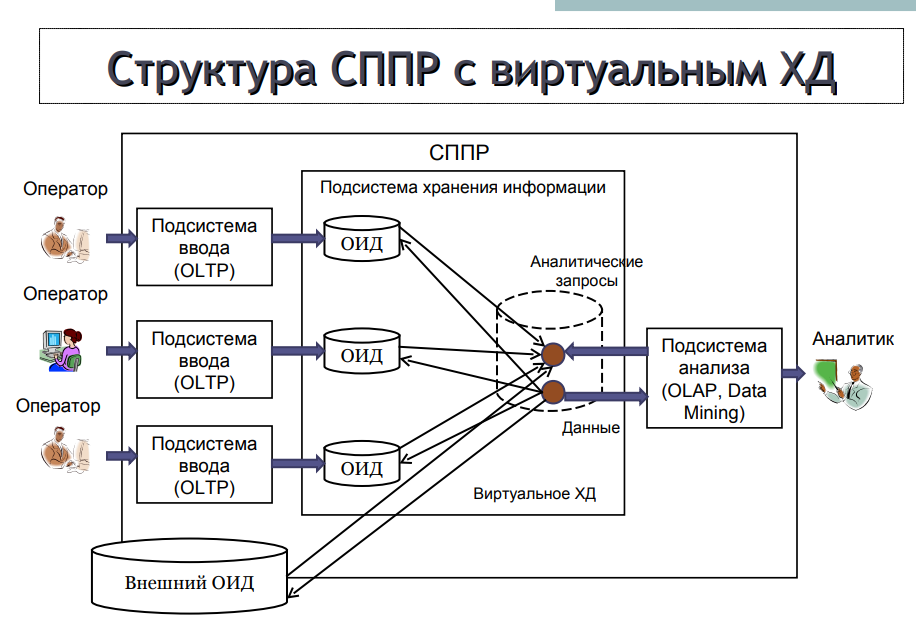 Структура СППР с виртуальным ХД
СППР
Подсистема хранения информации
Оператор
Подсистема
ввода
(OLTP)
ОИД
Аналитические
запросы
Оператор
Подсистема
ввода
(OLTP)
ОИД
Подсистема
анализа
(OLAP, Data
Mining)
Аналитик
Оператор
Подсистема
ввода
(OLTP)
ОИД
Данные
Виртуальное ХД
Внешний ОИД